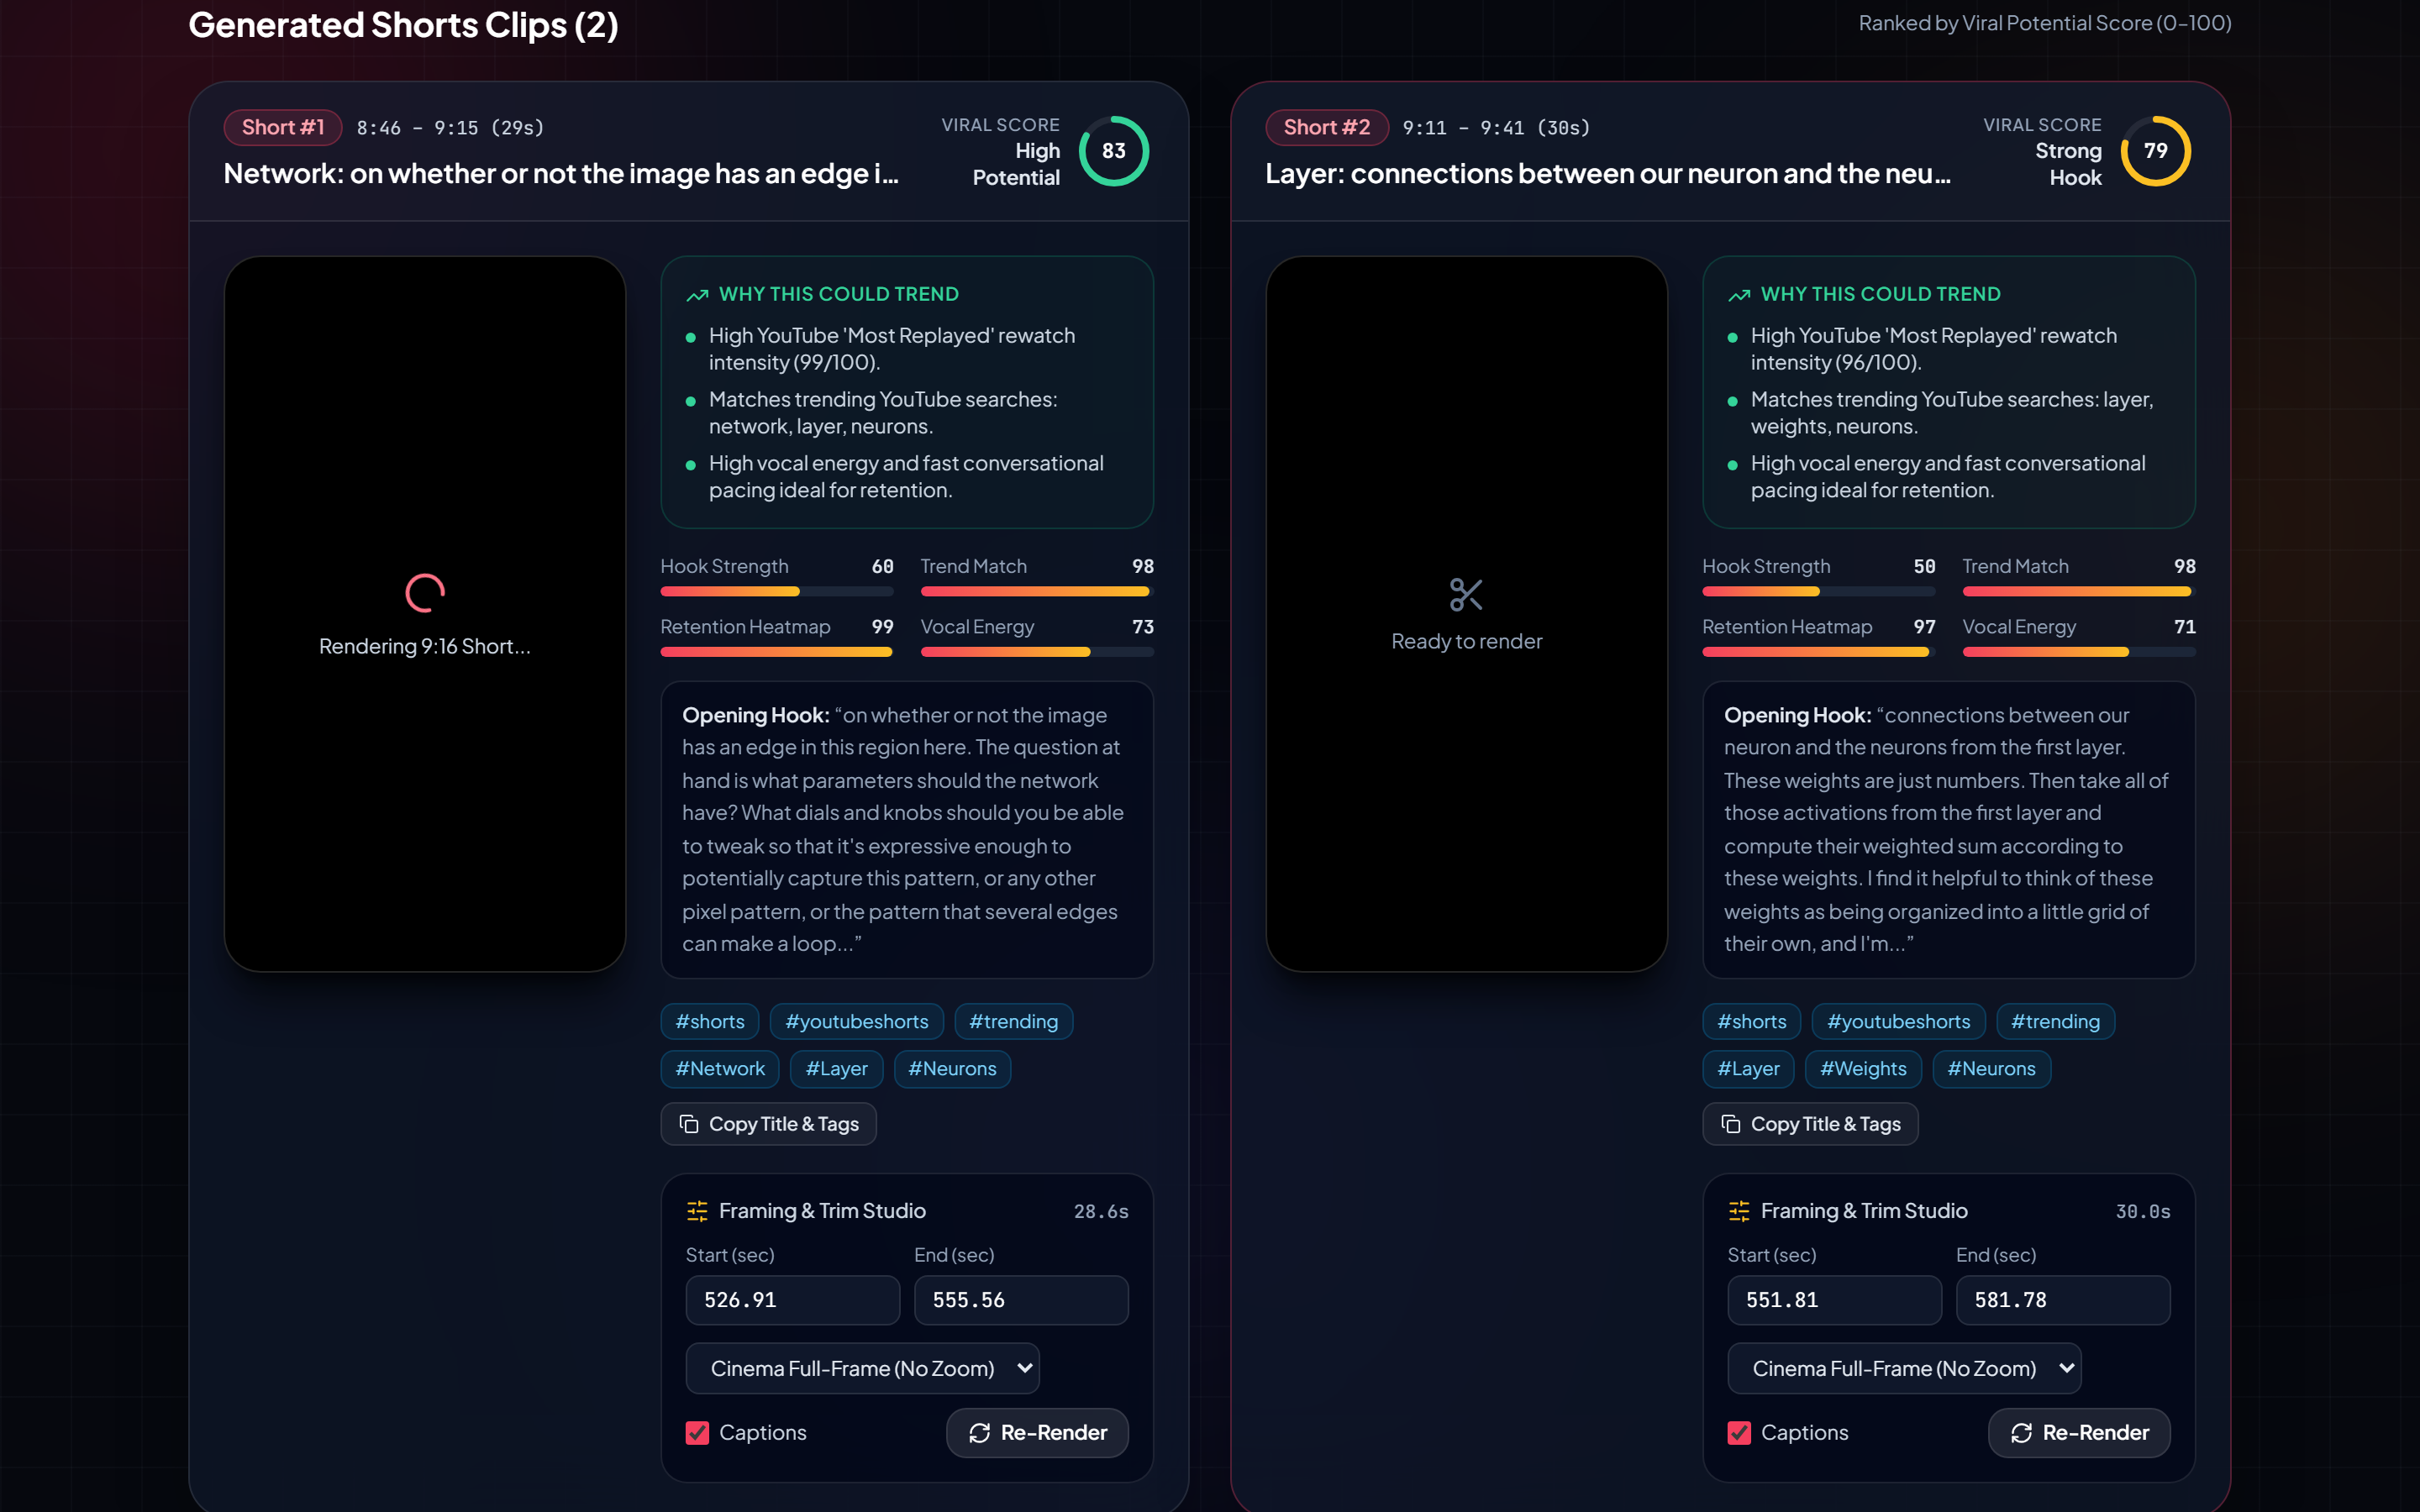 Generated Shorts Clips (2)
Ranked by Viral Potential Score (0–100)
Short #1
8:46 – 9:15 (29s)
Network: on whether or not the image has an edge i...
VIRAL SCORE
High
Potential
83
Rendering 9:16 Short...
WHY THIS COULD TREND
High YouTube 'Most Replayed' rewatch
intensity (99/100).
Matches trending YouTube searches:
network, layer, neurons.
High vocal energy and fast conversational
pacing ideal for retention.
Hook Strength 60
Trend Match 98
Retention Heatmap 99
Vocal Energy 73
Opening Hook: “on whether or not the image
has an edge in this region here. The question at
hand is what parameters should the network
have? What dials and knobs should you be able
to tweak so that it's expressive enough to
potentially capture this pattern, or any other
pixel pattern, or the pattern that several edges
can make a loop...”
#shorts #youtubeshorts #trending
#Network #Layer #Neurons
Copy Title & Tags
Framing & Trim Studio 28.6s
Start (sec) End (sec)
526.91 555.56
Cinema Full-Frame (No Zoom)
Captions Re-Render
Short #2
9:11 – 9:41 (30s)
Layer: connections between our neuron and the neu...
VIRAL SCORE
Strong
Hook
79
Ready to render
WHY THIS COULD TREND
High YouTube 'Most Replayed' rewatch
intensity (96/100).
Matches trending YouTube searches: layer,
weights, neurons.
High vocal energy and fast conversational
pacing ideal for retention.
Hook Strength 50
Trend Match 98
Retention Heatmap 97
Vocal Energy 71
Opening Hook: “connections between our
neuron and the neurons from the first layer.
These weights are just numbers. Then take all of
those activations from the first layer and
compute their weighted sum according to
these weights. I find it helpful to think of these
weights as being organized into a little grid of
their own, and I'm...”
#shorts #youtubeshorts #trending
#Layer #Weights #Neurons
Copy Title & Tags
Framing & Trim Studio 30.0s
Start (sec) End (sec)
551.81 581.78
Cinema Full-Frame (No Zoom)
Captions Re-Render